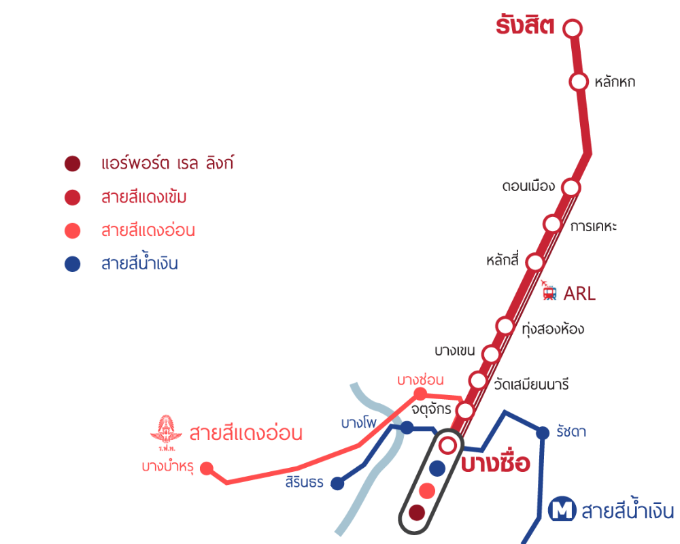 รังสิต
หลักหก
แอร์พอร์ต เรล ลิงก์
สายสีแดงเข้ม
สายสีแดงอ่อน
สายสีน้ำเงิน
ดอนเมือง
การเคหะ
หลักสี่
ARL
ทุ่งสองห้อง
บางเขน
วัดเสมียนนารี
บางซ่อน
จตุจักร
บางโพ
รัชดา
ร.ฟ.ท.
สายสีแดงอ่อน
บางบำหรุ
บางซื่อ
สิรินธร
M สายสีน้ำเงิน